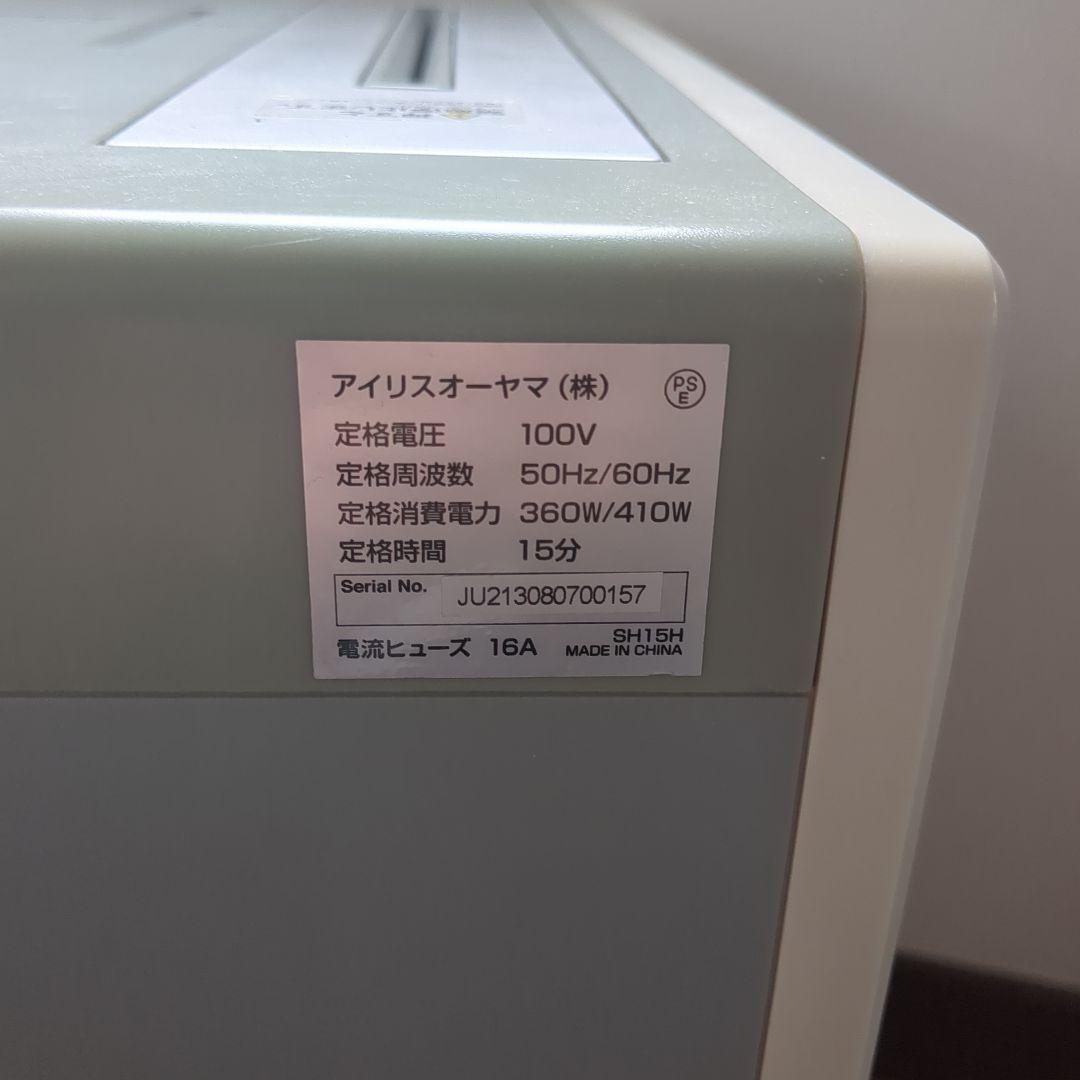 アイリスオーヤマ(株) PSE
定格電圧 100V
定格周波数 50Hz/60Hz
定格消費電力 360W/410W
定格時間 15分
Serial No. JU213080700157
電流ヒューズ 16A SH15H
MADE IN CHINA